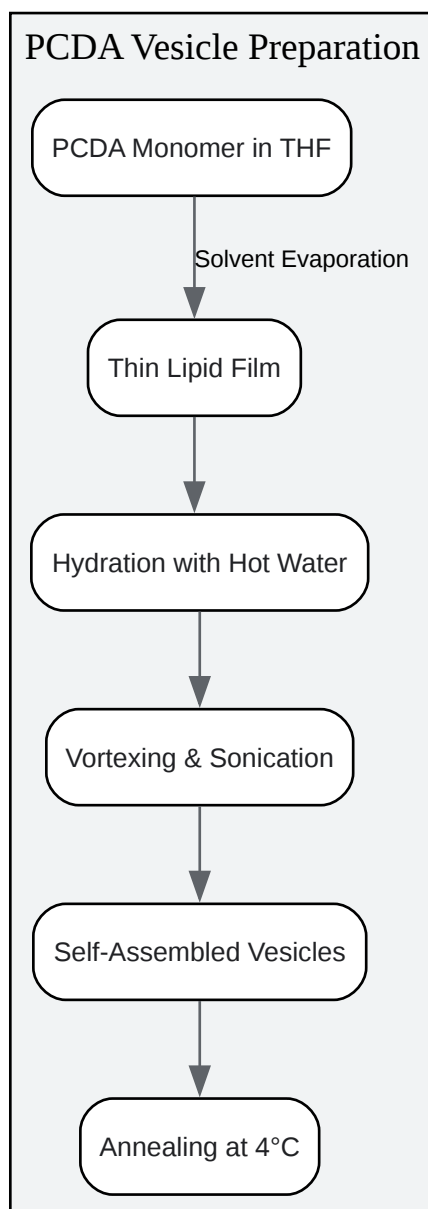 PCDA Vesicle Preparation
PCDA Monomer in THF
Solvent Evaporation
Thin Lipid Film
Hydration with Hot Water
Vortexing & Sonication
Self-Assembled Vesicles
Annealing at 4°C